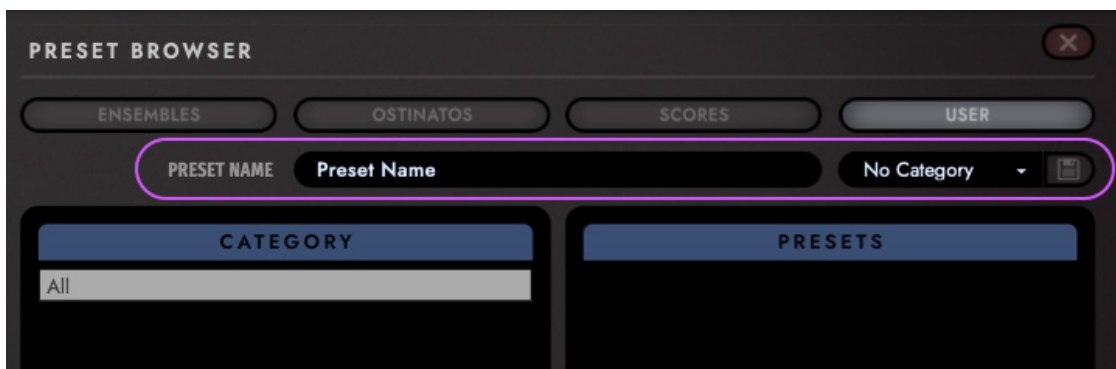 PRESET BROWSER
ENSEMBLES OSTINATOS SCORES USER
PRESET NAME Preset Name No Category
CATEGORY PRESETS
All